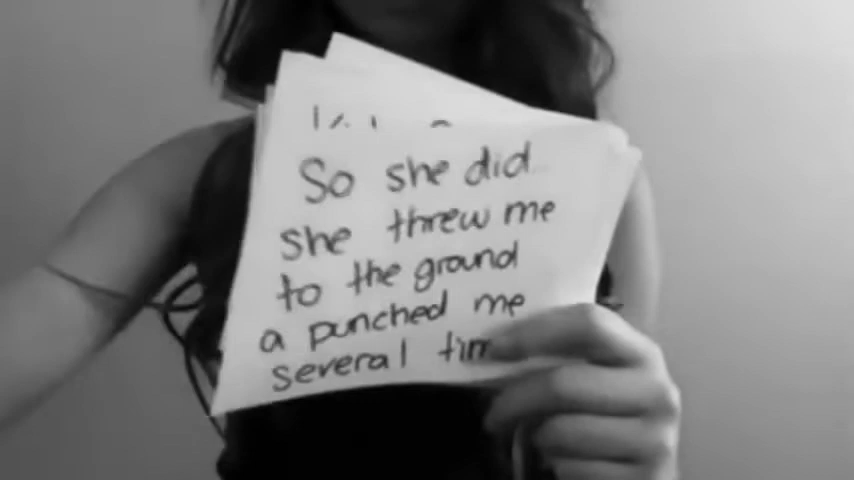 So she did
she threw me
to the ground
a punched me
several